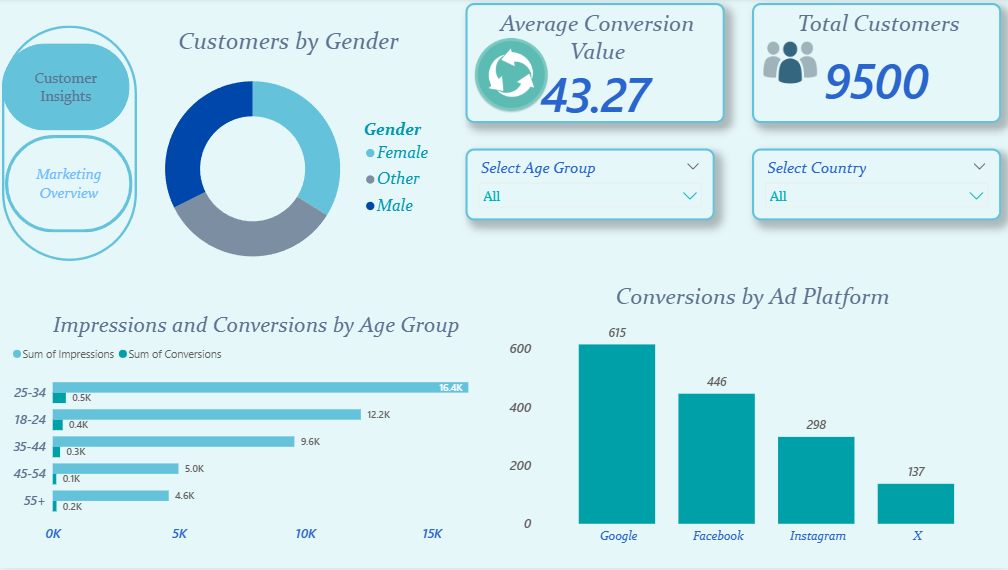 Customer
Insights
Marketing
Overview
Customers by Gender
Gender
Female
Other
Male
Average Conversion
Value
43.27
Total Customers
9500
Select Age Group
All
Select Country
All
Impressions and Conversions by Age Group
Sum of Impressions Sum of Conversions
25-34 16.4K
0.5K
18-24 12.2K
0.4K
35-44 9.6K
0.3K
45-54 5.0K
0.1K
55+ 4.6K
0.2K
0K 5K 10K 15K
Conversions by Ad Platform
615
600
446
400
298
200
137
0
Google Facebook Instagram X